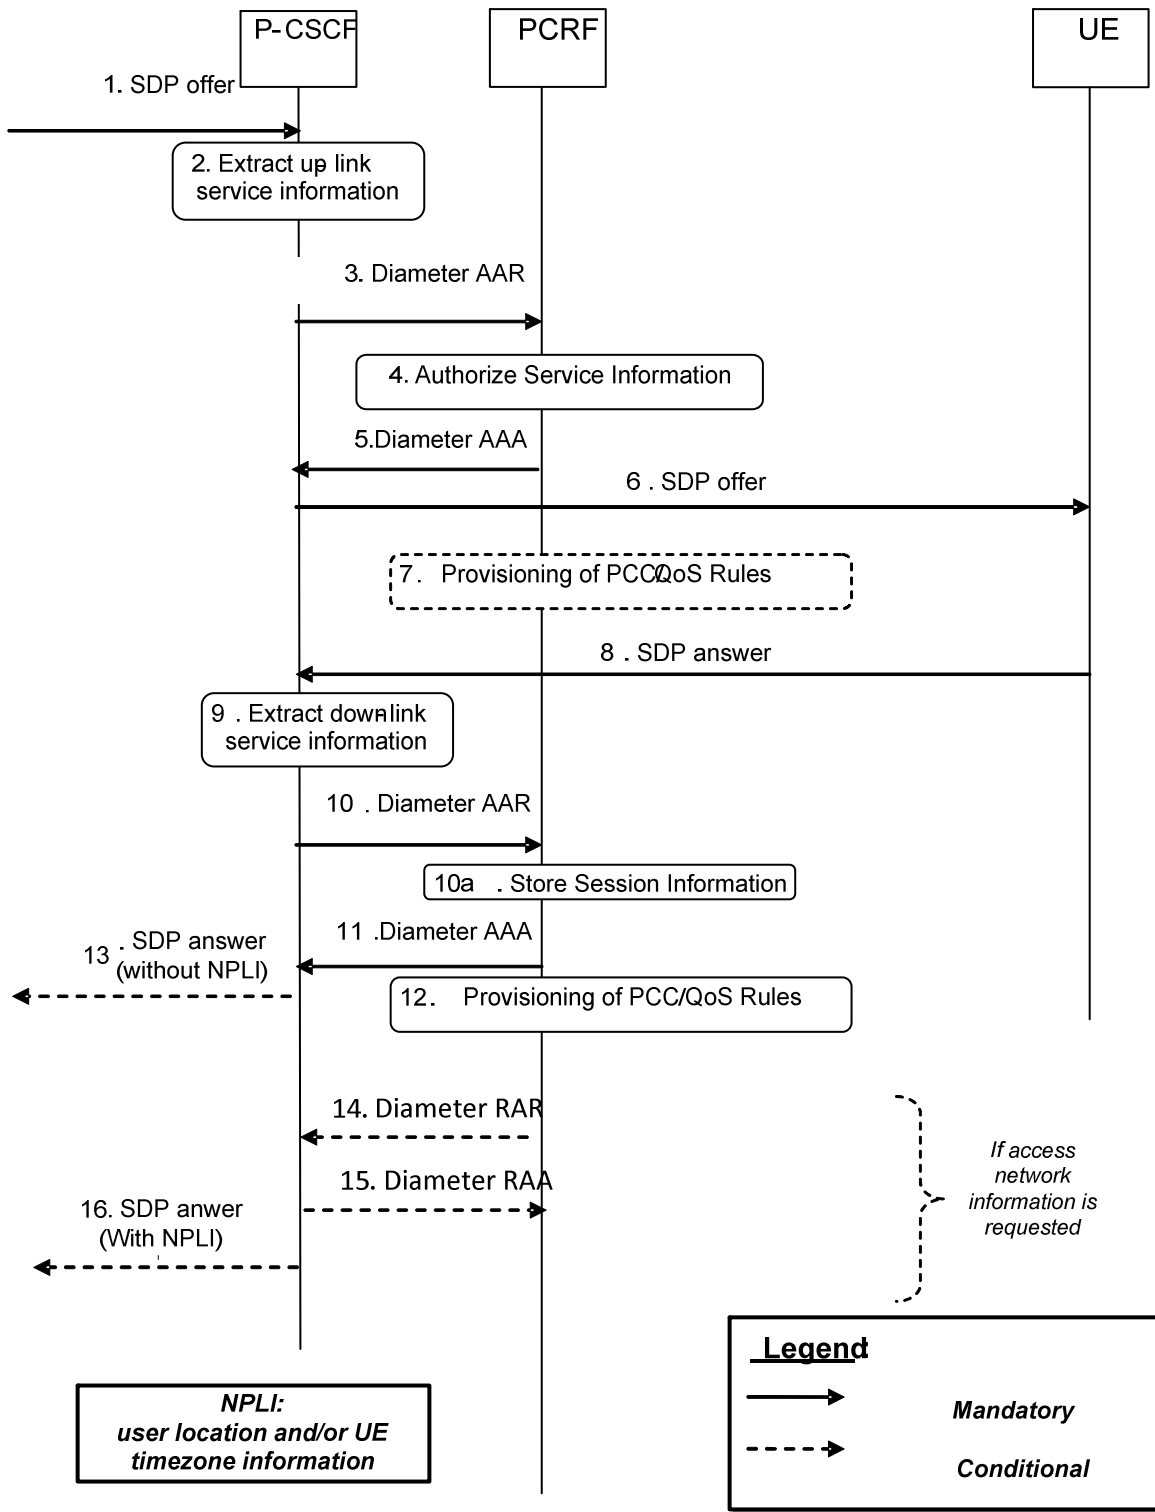 P-CSCF
PCRF
UE
1. SDP offer
2. Extract up link
service information
3. Diameter AAR
4. Authorize Service Information
5.Diameter AAA
6 . SDP offer
7. Provisioning of PCC/QoS Rules
8 . SDP answer
9 . Extract down-link
service information
10 . Diameter AAR
10a . Store Session Information
11 .Diameter AAA
13 . SDP answer
(without NPLI)
12. Provisioning of PCC/QoS Rules
14. Diameter RAR
15. Diameter RAA
16. SDP anwer
(With NPLI)
If access
network
information is
requested
Legend:
Mandatory
Conditional
NPLI:
user location and/or UE
timezone information